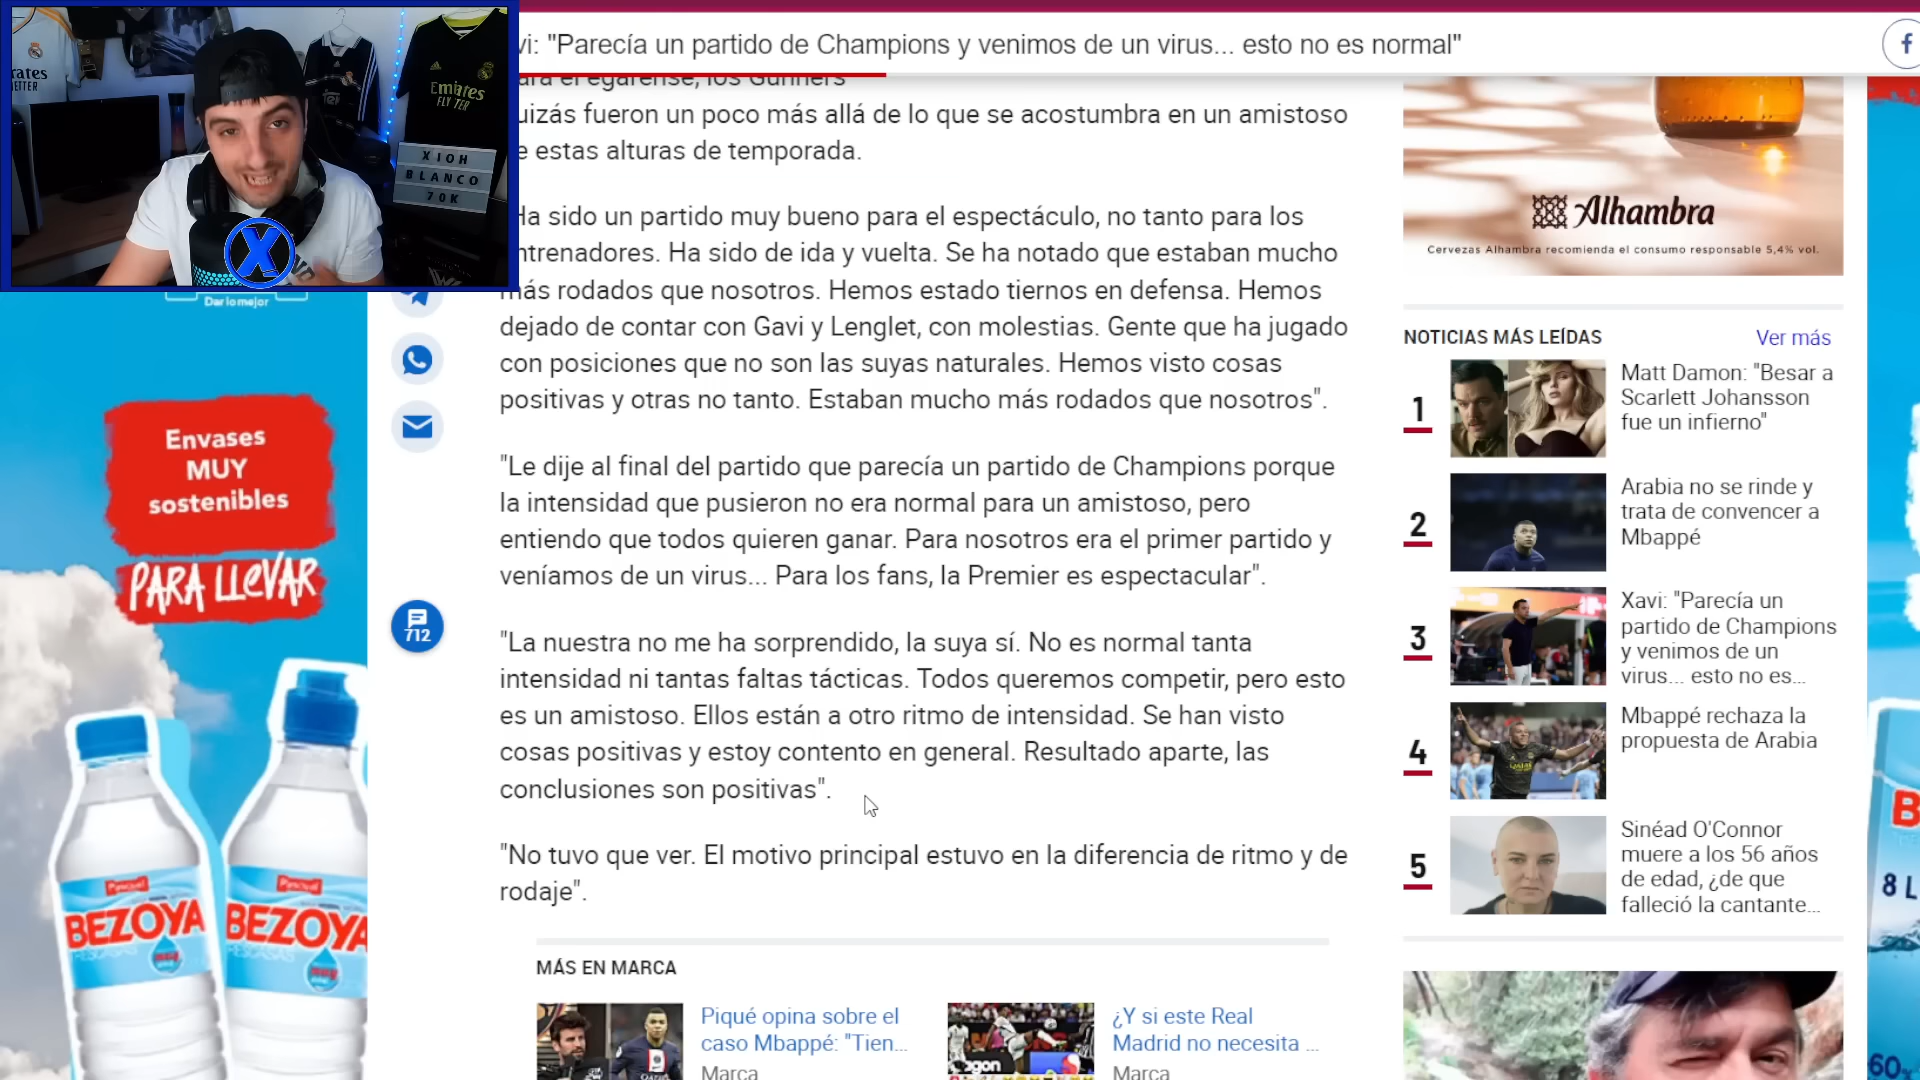 vi: "Parecía un partido de Champions y venimos de un virus... esto no es normal"
ara el egarense, los Gunners
uizás fueron un poco más allá de lo que se acostumbra en un amistoso
e estas alturas de temporada.
Ha sido un partido muy bueno para el espectáculo, no tanto para los
ntrenadores. Ha sido de ida y vuelta. Se ha notado que estaban mucho
más rodados que nosotros. Hemos estado tiernos en defensa. Hemos
dejado de contar con Gavi y Lenglet, con molestias. Gente que ha jugado
con posiciones que no son las suyas naturales. Hemos visto cosas
positivas y otras no tanto. Estaban mucho más rodados que nosotros".
"Le dije al final del partido que parecía un partido de Champions porque
la intensidad que pusieron no era normal para un amistoso, pero
entiendo que todos quieren ganar. Para nosotros era el primer partido y
veníamos de un virus... Para los fans, la Premier es espectacular".
"La nuestra no me ha sorprendido, la suya sí. No es normal tanta
intensidad ni tantas faltas tácticas. Todos queremos competir, pero esto
es un amistoso. Ellos están a otro ritmo de intensidad. Se han visto
cosas positivas y estoy contento en general. Resultado aparte, las
conclusiones son positivas".
"No tuvo que ver. El motivo principal estuvo en la diferencia de ritmo y de
rodaje".
MÁS EN MARCA
Piqué opina sobre el
caso Mbappé: "Tien...
Marca
¿Y si este Real
Madrid no necesita ...
Marca
712
rates
ETTER
Emirates
FLY TER
XIOH
BLANCO
70K
X
Dar lo mejor
Envases
MUY
sostenibles
PARA LLEVAR
Pascual
BEZOYA
muy
Pascual
BEZOYA
muy
Alhambra
Cervezas Alhambra recomienda el consumo responsable 5,4% vol.
NOTICIAS MÁS LEÍDAS
Ver más
1
Matt Damon: "Besar a
Scarlett Johansson
fue un infierno"
2
Arabia no se rinde y
trata de convencer a
Mbappé
3
Xavi: "Parecía un
partido de Champions
y venimos de un
virus... esto no es...
4
Mbappé rechaza la
propuesta de Arabia
5
Sinéad O'Connor
muere a los 56 años
de edad, ¿de que
falleció la cantante...
B
8 L
60